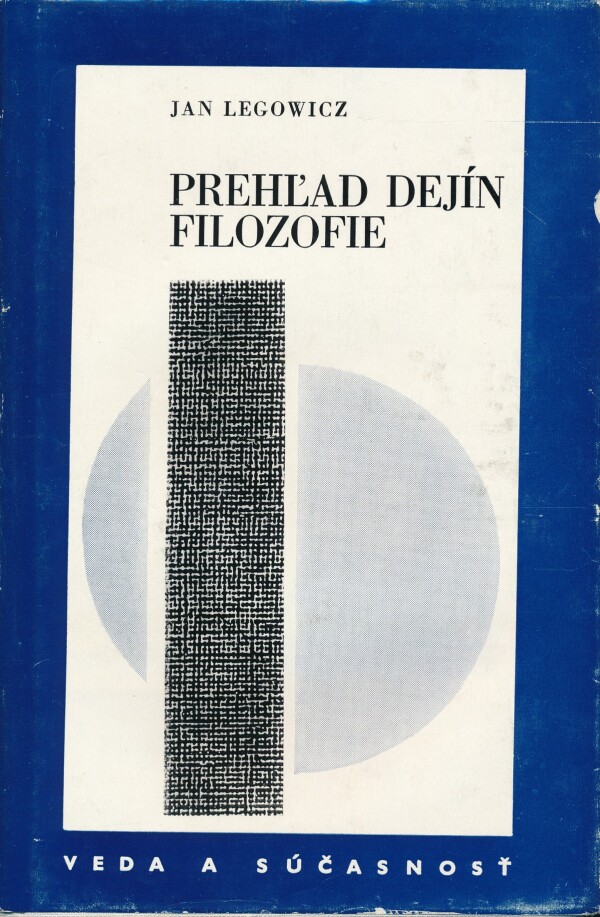 JAN LEGOWICZ
PREHĽAD DEJÍN
FILOZOFIE
VEDA A SÚČASNOSŤ